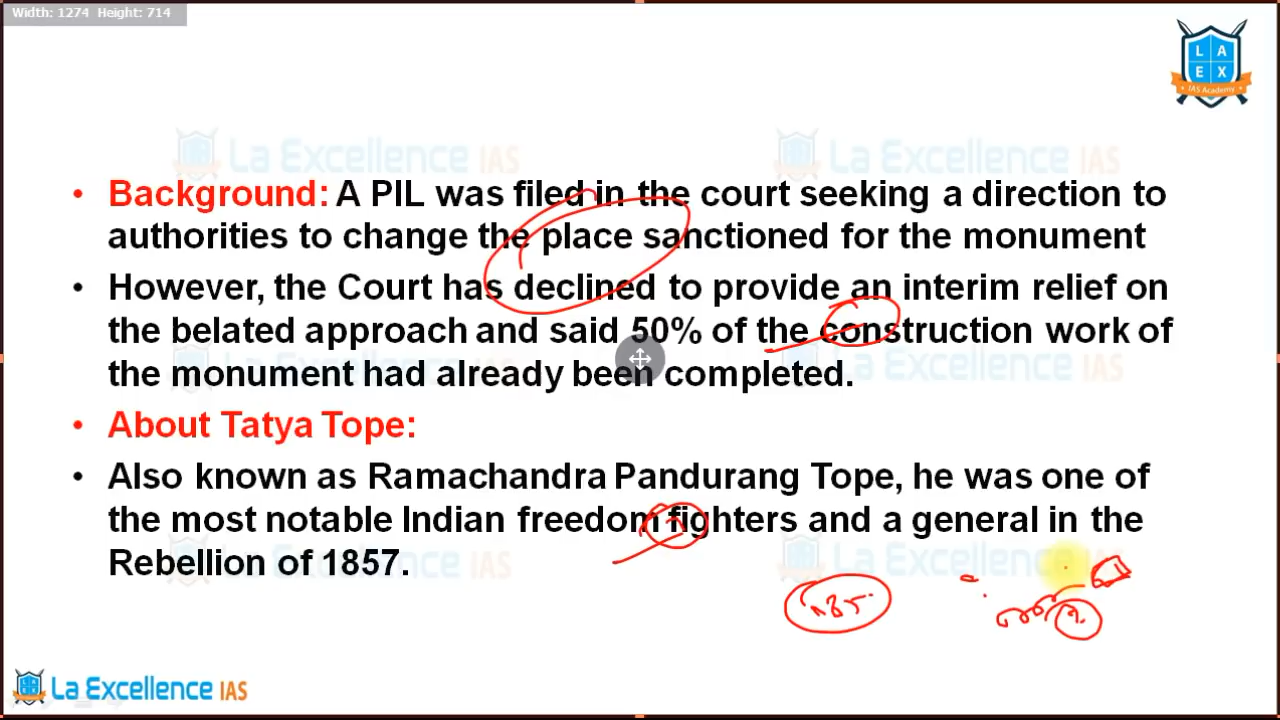 Width: 1274 Height: 714
L A
E X
IAS Academy
La Excellence IAS
La Excellence IAS
• Background: A PIL was filed in the court seeking a direction to
authorities to change the place sanctioned for the monument
• However, the Court has declined to provide an interim relief on
the belated approach and said 50% of the construction work of
the monument had already been completed.
• About Tatya Tope:
• Also known as Ramachandra Pandurang Tope, he was one of
the most notable Indian freedom fighters and a general in the
Rebellion of 1857.
La Excellence IAS